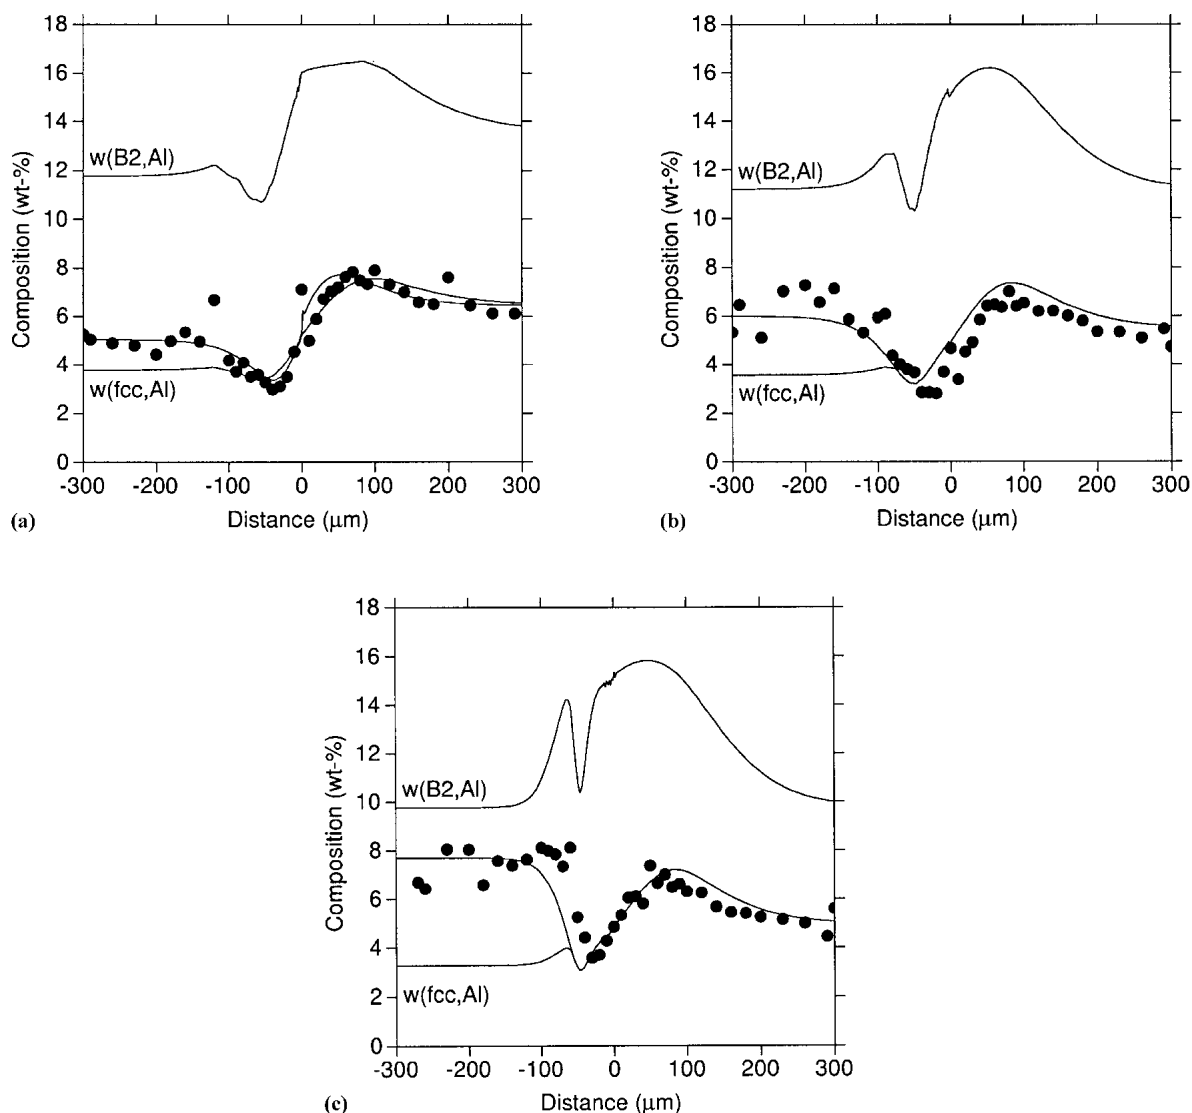 18
16
14
12
10
8
6
4
2
0
Composition (wt-%)
w(B2,Al)
w(fcc,Al)
-300 -200 -100 0 100 200 300
Distance (μm)
(a)
18
16
14
12
10
8
6
4
2
0
Composition (wt-%)
w(B2,Al)
w(fcc,Al)
-300 -200 -100 0 100 200 300
Distance (μm)
(b)
18
16
14
12
10
8
6
4
2
0
Composition (wt-%)
w(B2,Al)
w(fcc,Al)
-300 -200 -100 0 100 200 300
Distance (μm)
(c)